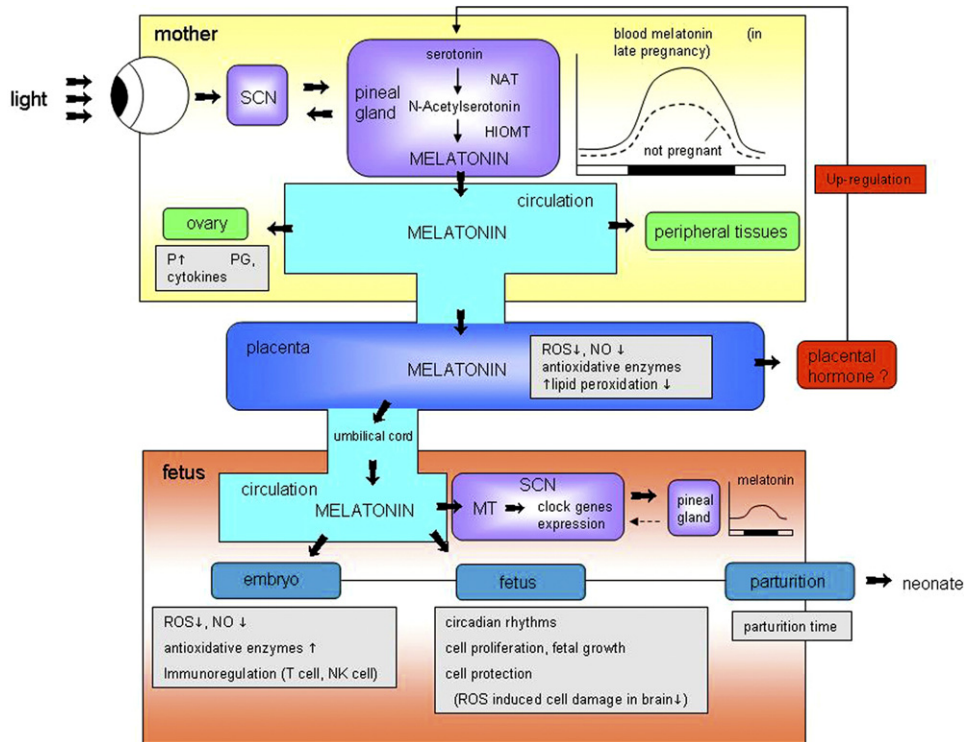 mother
light
SCN
pineal
gland
serotonin
NAT
N-Acetylserotonin
HIOMT
MELATONIN
blood melatonin (in
late pregnancy)
not pregnant
Up-regulation
circulation
MELATONIN
ovary
P↑ PG,
cytokines
peripheral tissues
placenta
MELATONIN
ROS↓, NO ↓
antioxidative enzymes
↑lipid peroxidation ↓
placental
hormone ?
umbilical cord
fetus
circulation
MELATONIN
SCN
MT
clock genes
expression
pineal
gland
melatonin
embryo
fetus
parturition
neonate
ROS↓, NO ↓
antioxidative enzymes ↑
Immunoregulation (T cell, NK cell)
circadian rhythms
cell proliferation, fetal growth
cell protection
(ROS induced cell damage in brain↓)
parturition time